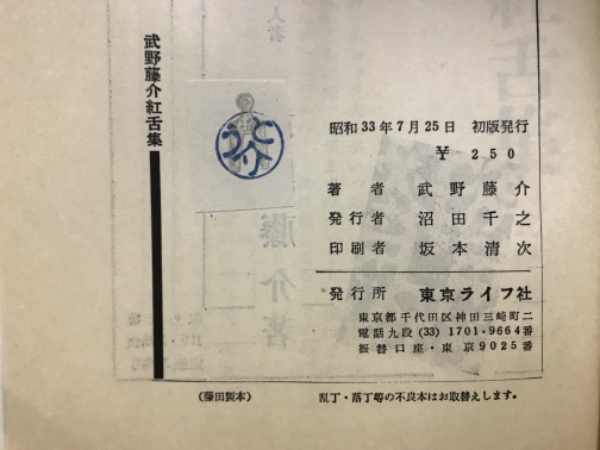 武野藤介紅舌集
昭和33年7月25日 初版発行
¥ 250
著者 武野藤介
発行者 沼田千之
印刷者 坂本清次
発行所 東京ライフ社
東京都千代田区神田三崎町二
電話九段(33)1701・9664番
振替口座・東京9025番
(藤田製本)
乱丁・落丁等の不良本はお取替えします。